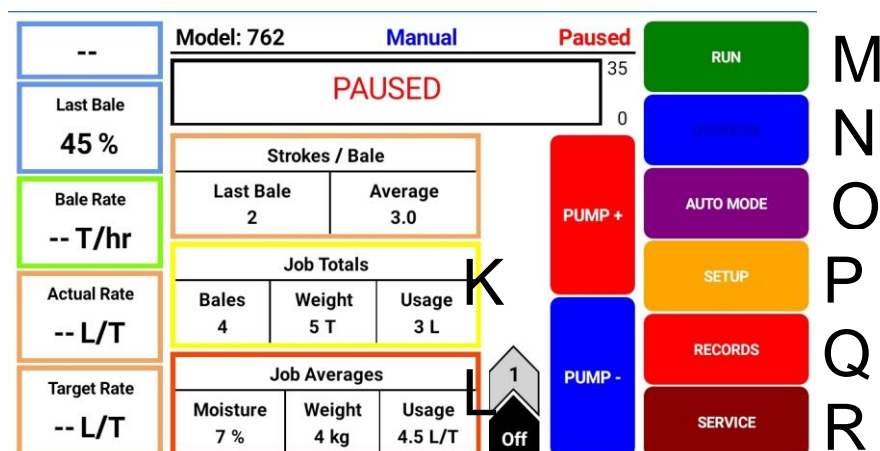 --
Last Bale
45 %
Bale Rate
-- T/hr
Actual Rate
-- L/T
Target Rate
-- L/T
Model: 762 Manual Paused
PAUSED
35
0
Strokes / Bale
Last Bale Average
2 3.0
Job Totals
Bales Weight Usage
4 5 T 3 L
Job Averages
Moisture Weight Usage
7 % 4 kg 4.5 L/T
K
L
1
Off
PUMP +
PUMP -
RUN
M
N
AUTO MODE
O
SETUP
P
RECORDS
Q
SERVICE
R